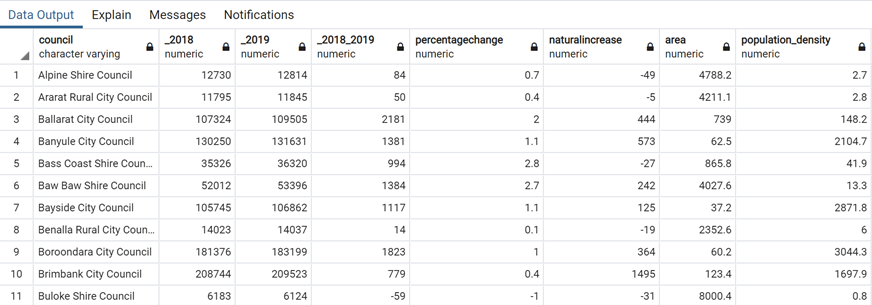 Data Output Explain Messages Notifications
council _2018 _2019 _2018_2019 percentagechange naturalincrease area population_density
character varying numeric numeric numeric numeric numeric numeric numeric
1 Alpine Shire Council 12730 12814 84 0.7 -49 4788.2 2.7
2 Ararat Rural City Council 11795 11845 50 0.4 -5 4211.1 2.8
3 Ballarat City Council 107324 109505 2181 2 444 739 148.2
4 Banyule City Council 130250 131631 1381 1.1 573 62.5 2104.7
5 Bass Coast Shire Coun... 35326 36320 994 2.8 -27 865.8 41.9
6 Baw Baw Shire Council 52012 53396 1384 2.7 242 4027.6 13.3
7 Bayside City Council 105745 106862 1117 1.1 125 37.2 2871.8
8 Benalla Rural City Coun... 14023 14037 14 0.1 -19 2352.6 6
9 Boroondara City Council 181376 183199 1823 1 364 60.2 3044.3
10 Brimbank City Council 208744 209523 779 0.4 1495 123.4 1697.9
11 Buloke Shire Council 6183 6124 -59 -1 -31 8000.4 0.8